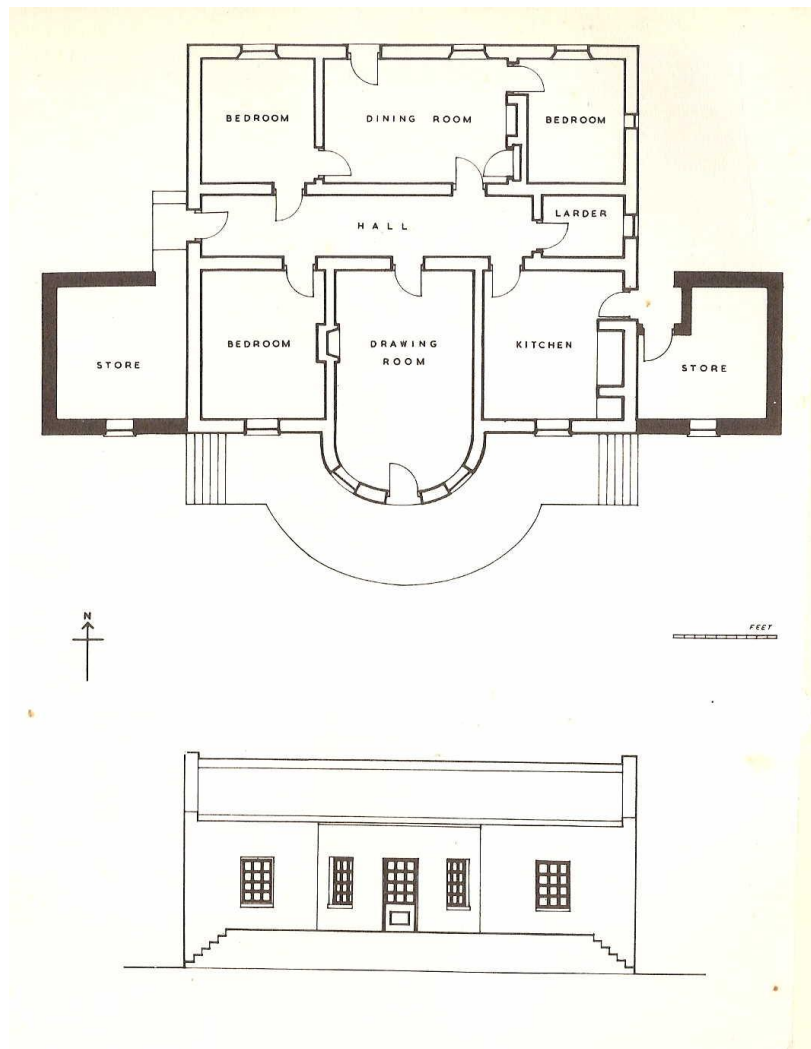 BEDROOM
DINING ROOM
BEDROOM
LARDER
HALL
BEDROOM
DRAWING
ROOM
KITCHEN
STORE
STORE
N
FEET